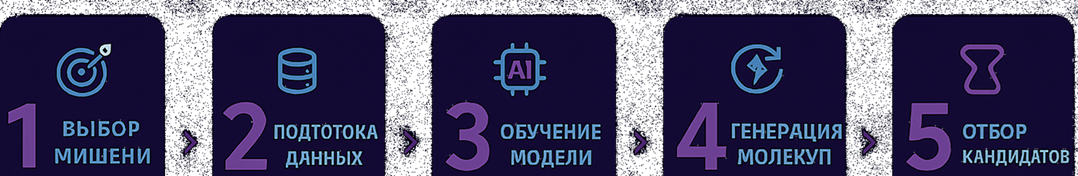 AI
1 ВЫБОР
МИШЕНИ
2 ПОДТОТОКА
ДАННЫХ
3 ОБУЧЕНИЕ
МОДЕЛИ
4 ГЕНЕРАЦИЯ
МОЛЕКУП
5 ОТБОР
КАНДИДАТОВ